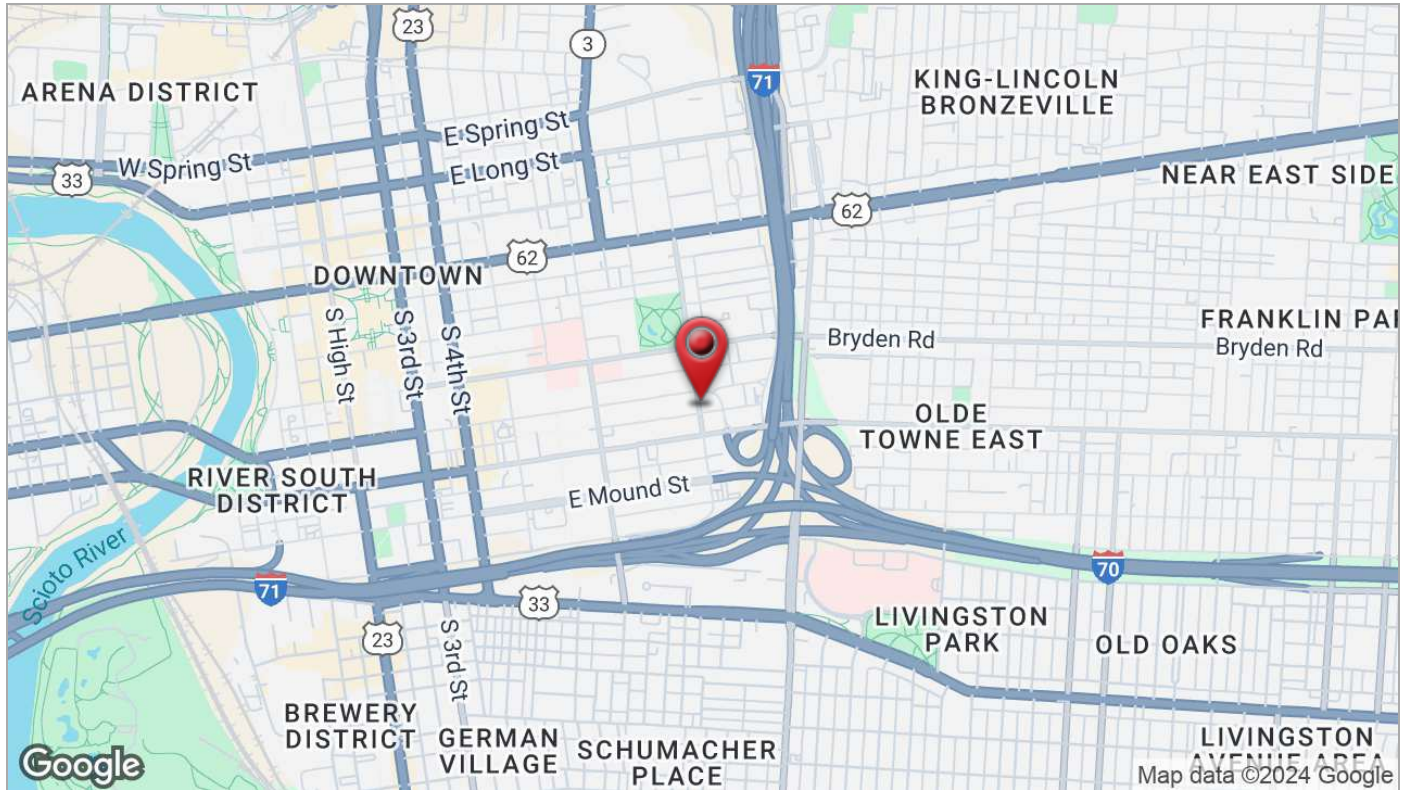 23
3
71
KING-LINCOLN
BRONZEVILLE
ARENA DISTRICT
E Spring St
W Spring St
E Long St
33
NEAR EAST SIDE
62
62
DOWNTOWN
S High St
S 3rd St
S 4th St
FRANKLIN PA
Bryden Rd
Bryden Rd
OLDE
TOWNE EAST
RIVER SOUTH
DISTRICT
E Mound St
Scioto River
71
70
33
23
S 3rd St
LIVINGSTON
PARK
OLD OAKS
BREWERY
DISTRICT
GERMAN
VILLAGE
SCHUMACHER
PLACE
LIVINGSTON
AVENUE AREA
Google
Map data ©2024 Google